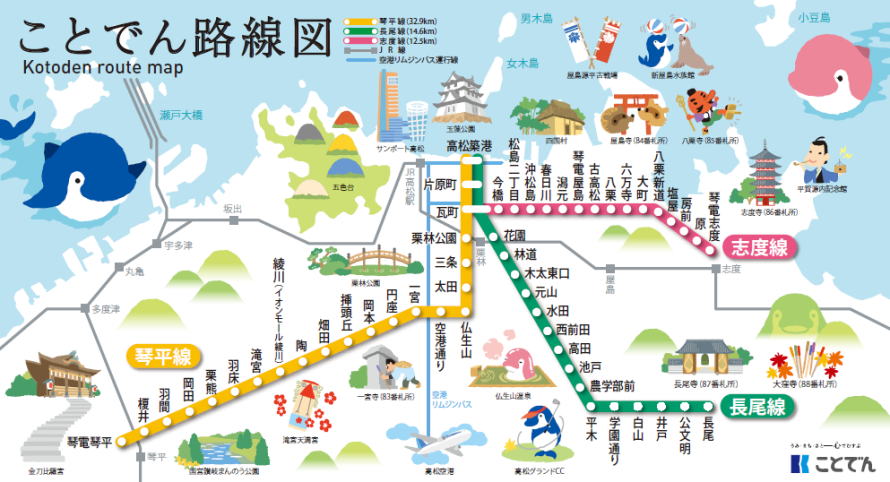 ことでん路線図
Kotoden route map
琴平線(32.9km)
長尾線(14.6km)
志度線(12.5km)
JR線
空港リムジンバス運行線
男木島
女木島
小豆島
瀬戸大橋
屋島源平古戦場
新屋島水族館
サンポート高松
玉藻公園
四国村
屋島寺(84番札所)
八栗寺(85番札所)
五色台
志度寺(86番札所)
平賀源内記念館
JR高松駅
高松築港
片原町
瓦町
今橋
松島二丁目
沖松島
春日川
潟元
琴電屋島
古高松
八栗
六万寺
大町
八栗新道
塩屋
房前
原
琴電志度
志度線
坂出
宇多津
丸亀
多度津
栗林
屋島
志度
栗林公園
栗林公園
三条
太田
仏生山
空港通り
一宮
円座
岡本
挿頭丘
畑田
陶
綾川(イオンモール綾川)
滝宮
羽床
栗熊
岡田
羽間
榎井
琴電琴平
琴平線
琴平
花園
林道
木太東口
元山
水田
西前田
高田
池戸
農学部前
平木
学園通り
白山
井戸
公文明
長尾
長尾線
金刀比羅宮
国営讃岐まんのう公園
滝宮天満宮
一宮寺(83番札所)
空港
リムジンバス
高松空港
仏生山温泉
高松グランドCC
長尾寺(87番札所)
大窪寺(88番札所)
うみ・まち・さと──心でむすぶ
ことでん